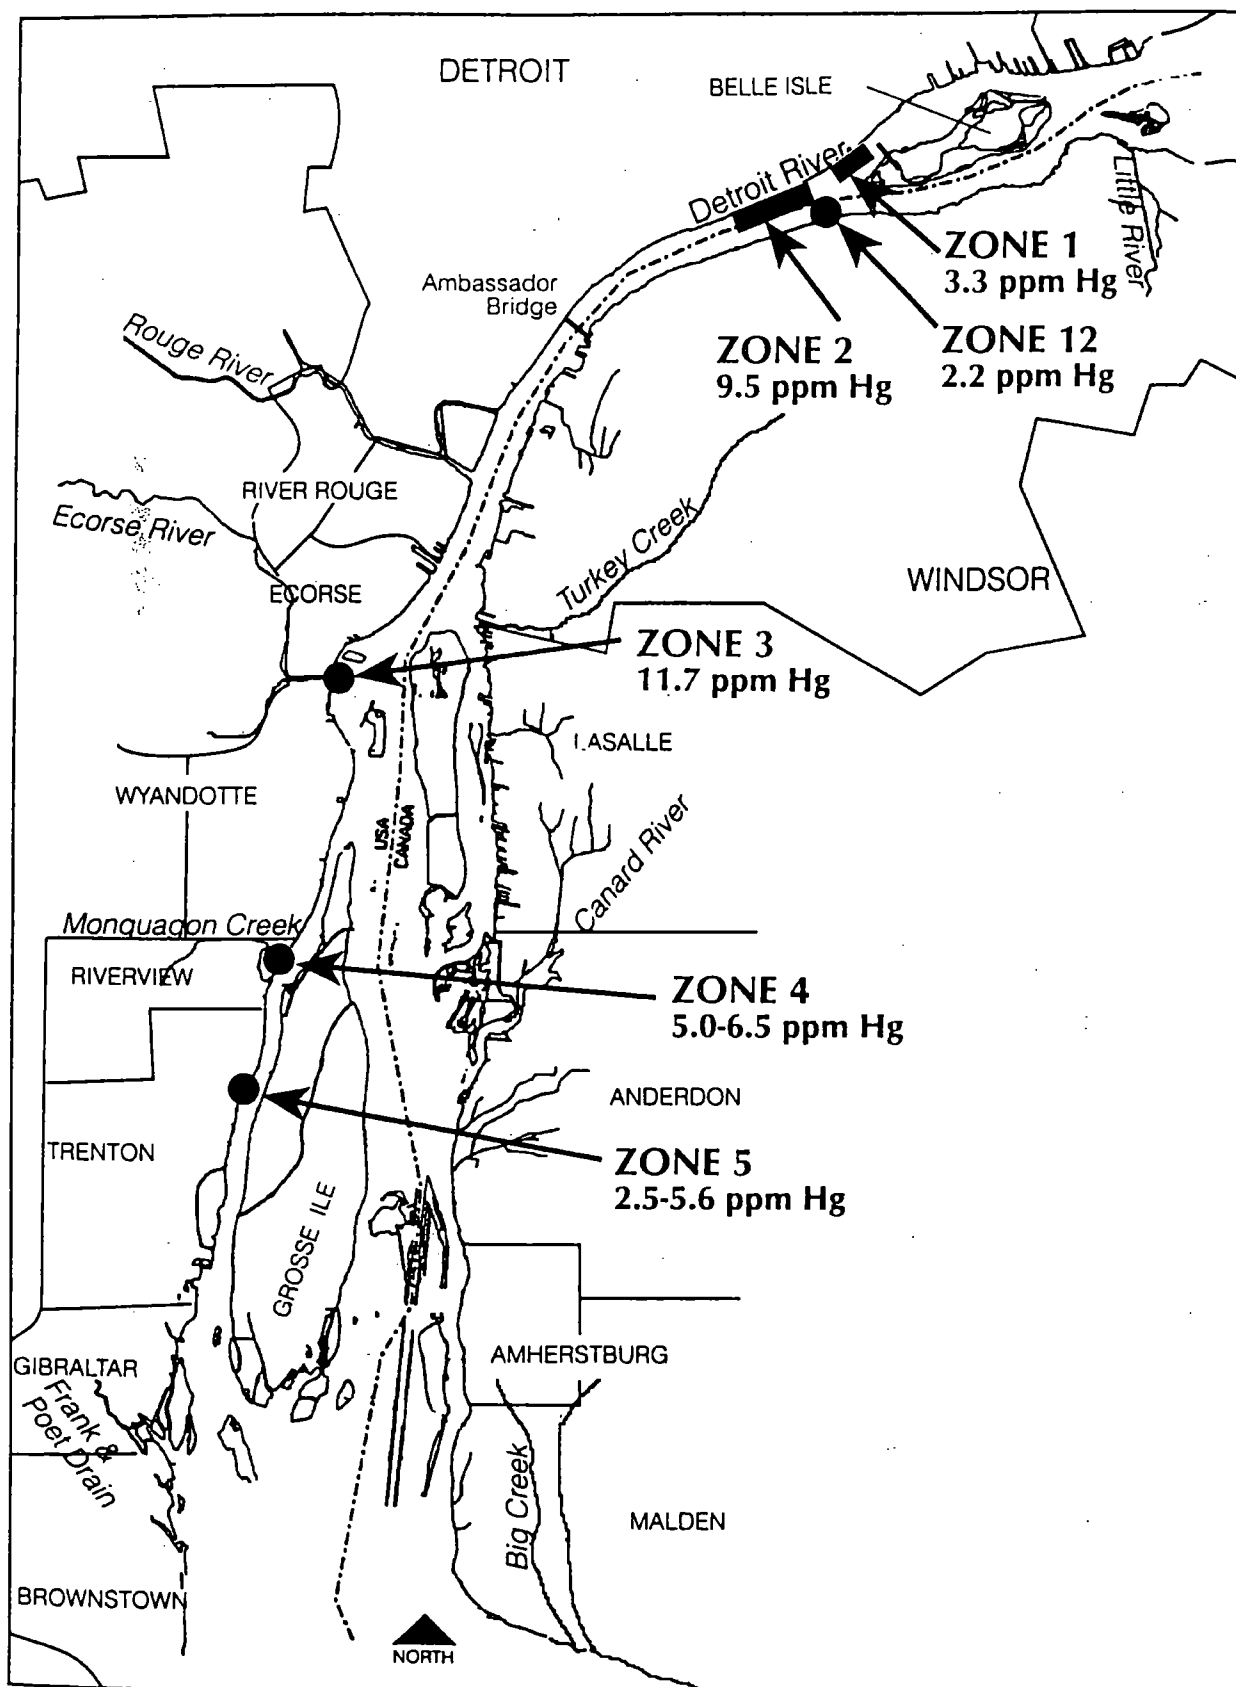 DETROIT
BELLE ISLE
Detroit River
Little River
ZONE 1
3.3 ppm Hg
Ambassador
Bridge
ZONE 2
9.5 ppm Hg
ZONE 12
2.2 ppm Hg
Rouge River
RIVER ROUGE
Ecorse River
Turkey Creek
WINDSOR
ECORSE
ZONE 3
11.7 ppm Hg
LASALLE
WYANDOTTE
USA
CANADA
Canard River
Monquagon Creek
RIVERVIEW
ZONE 4
5.0-6.5 ppm Hg
ANDERDON
TRENTON
ZONE 5
2.5-5.6 ppm Hg
GROSSE ILE
GIBRALTAR
AMHERSTBURG
Frank &
Poet Drain
Big Creek
MALDEN
BROWNSTOWN
NORTH